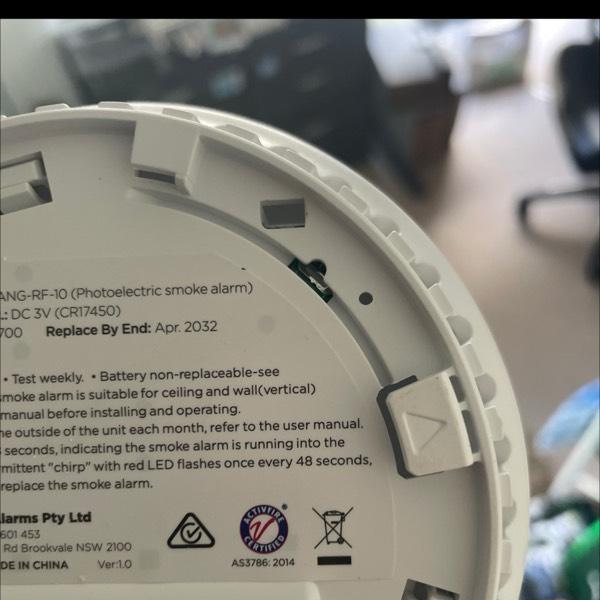 ANG-RF-10 (Photoelectric smoke alarm)
.: DC 3V (CR17450)
700 Replace By End: Apr. 2032
• Test weekly. • Battery non-replaceable-see
moke alarm is suitable for ceiling and wall(vertical)
manual before installing and operating.
he outside of the unit each month, refer to the user manual.
seconds, indicating the smoke alarm is running into the
mittent "chirp" with red LED flashes once every 48 seconds,
replace the smoke alarm.
larms Pty Ltd
601 453
Rd Brookvale NSW 2100
DE IN CHINA Ver:1.0
ACTIVFIRE
CERTIFIED
AS3786: 2014